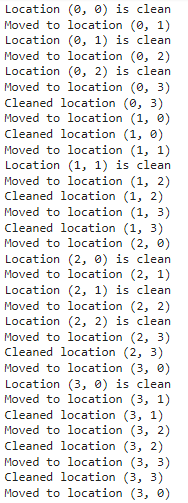 Location (0, 0) is clean
Moved to location (0, 1)
Location (0, 1) is clean
Moved to location (0, 2)
Location (0, 2) is clean
Moved to location (0, 3)
Cleaned location (0, 3)
Moved to location (1, 0)
Cleaned location (1, 0)
Moved to location (1, 1)
Location (1, 1) is clean
Moved to location (1, 2)
Cleaned location (1, 2)
Moved to location (1, 3)
Cleaned location (1, 3)
Moved to location (2, 0)
Location (2, 0) is clean
Moved to location (2, 1)
Location (2, 1) is clean
Moved to location (2, 2)
Location (2, 2) is clean
Moved to location (2, 3)
Cleaned location (2, 3)
Moved to location (3, 0)
Location (3, 0) is clean
Moved to location (3, 1)
Cleaned location (3, 1)
Moved to location (3, 2)
Cleaned location (3, 2)
Moved to location (3, 3)
Cleaned location (3, 3)
Moved to location (3, 0)